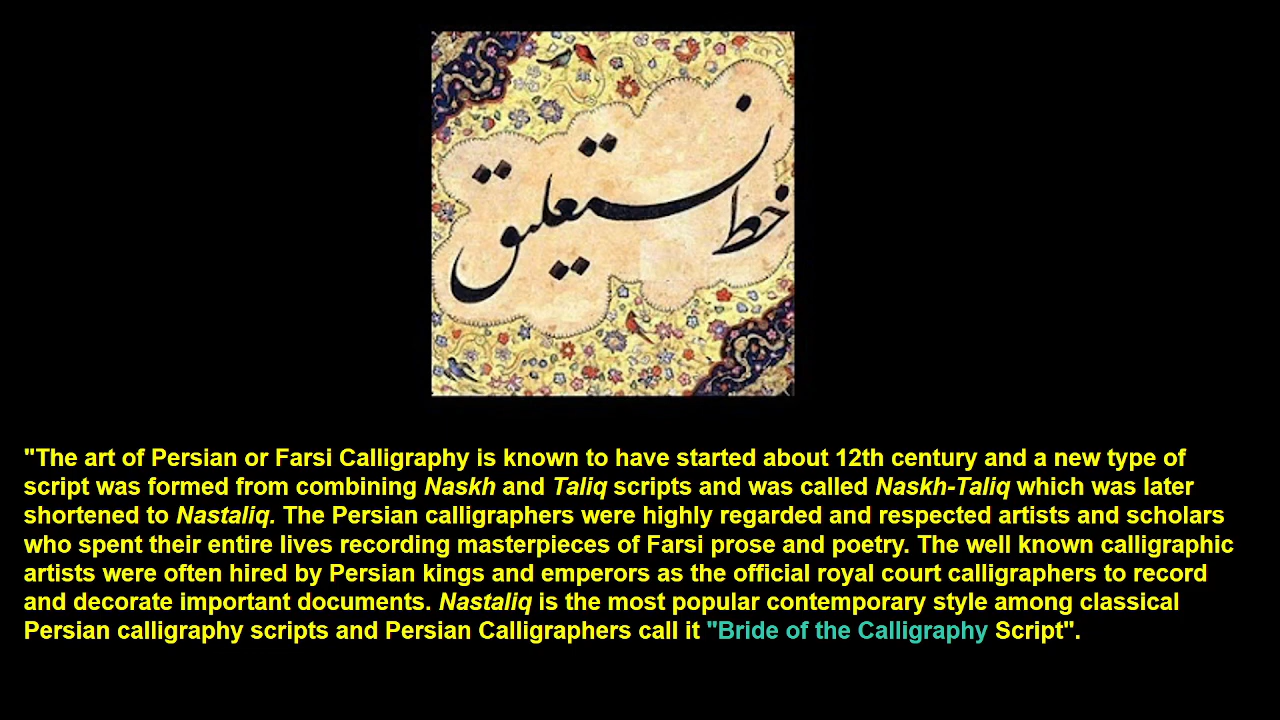 خط نستعلیق
"The art of Persian or Farsi Calligraphy is known to have started about 12th century and a new type of
script was formed from combining Naskh and Taliq scripts and was called Naskh-Taliq which was later
shortened to Nastaliq. The Persian calligraphers were highly regarded and respected artists and scholars
who spent their entire lives recording masterpieces of Farsi prose and poetry. The well known calligraphic
artists were often hired by Persian kings and emperors as the official royal court calligraphers to record
and decorate important documents. Nastaliq is the most popular contemporary style among classical
Persian calligraphy scripts and Persian Calligraphers call it "Bride of the Calligraphy Script".